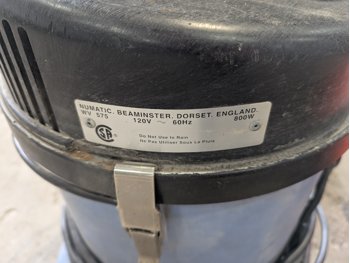 NUMATIC. BEAMINSTER. DORSET. ENGLAND.
WV 575 120V ~ 60Hz 800W
Do Not Use In Rain
Ne Pas Utiliser Sous La Pluie